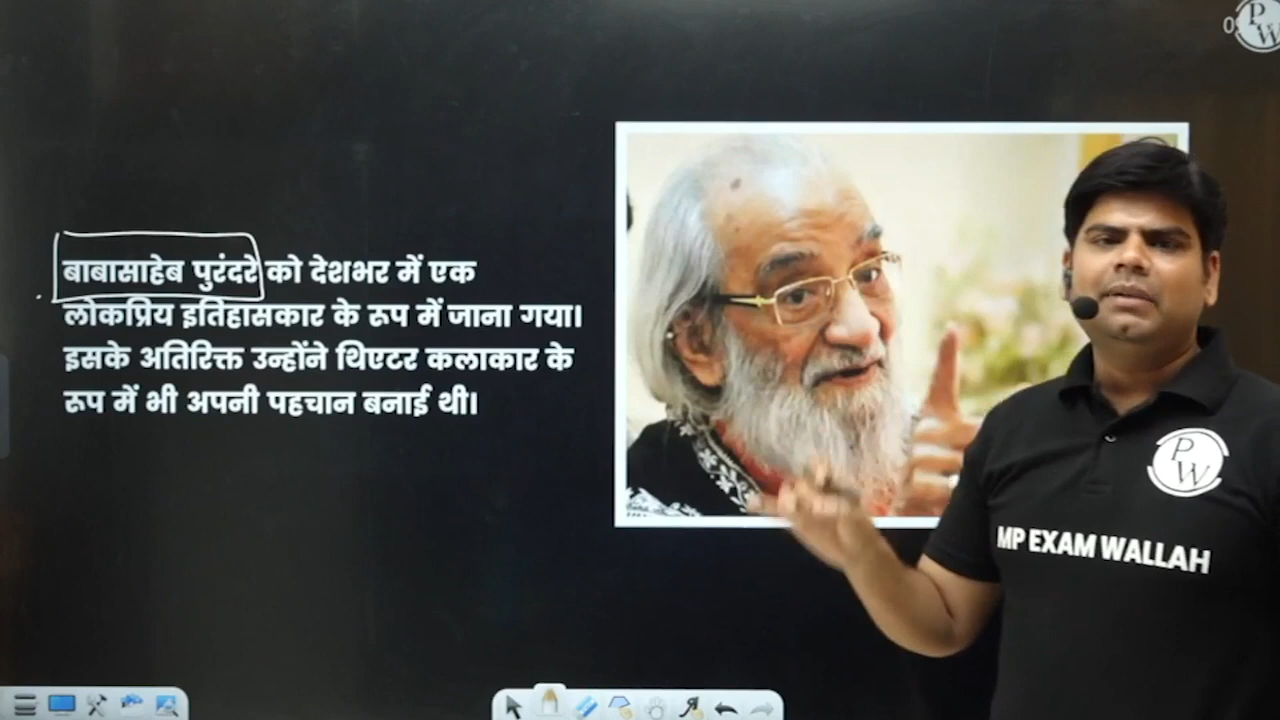 PW
बाबासाहेब पुरंदरे को देशभर में एक
लोकप्रिय इतिहासकार के रूप में जाना गया।
इसके अतिरिक्त उन्होंने थिएटर कलाकार के
रूप में भी अपनी पहचान बनाई थी।
PW
MP EXAM WALLAH